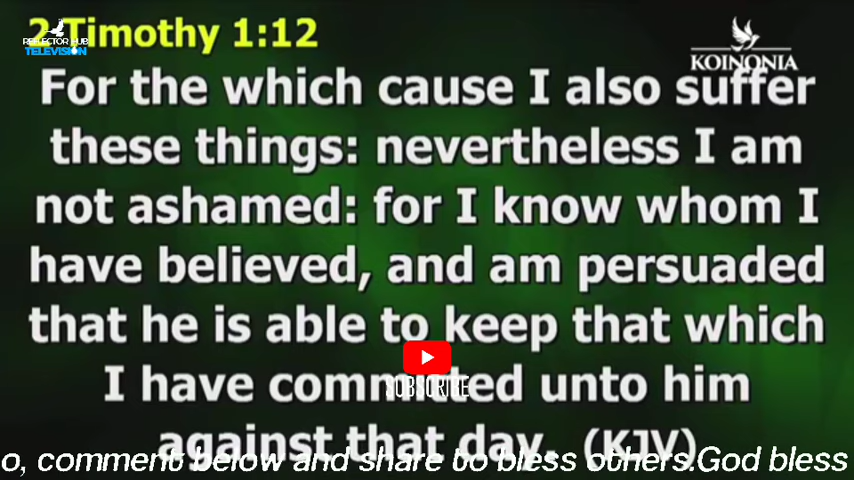 2 Timothy 1:12
REFLECTOR HUB
TELEVISION
KOINONIA
For the which cause I also suffer
these things: nevertheless I am
not ashamed: for I know whom I
have believed, and am persuaded
that he is able to keep that which
I have committed unto him
SUBSCRIBE
against that day. (KJV)
o, comment below and share to bless others.God bless